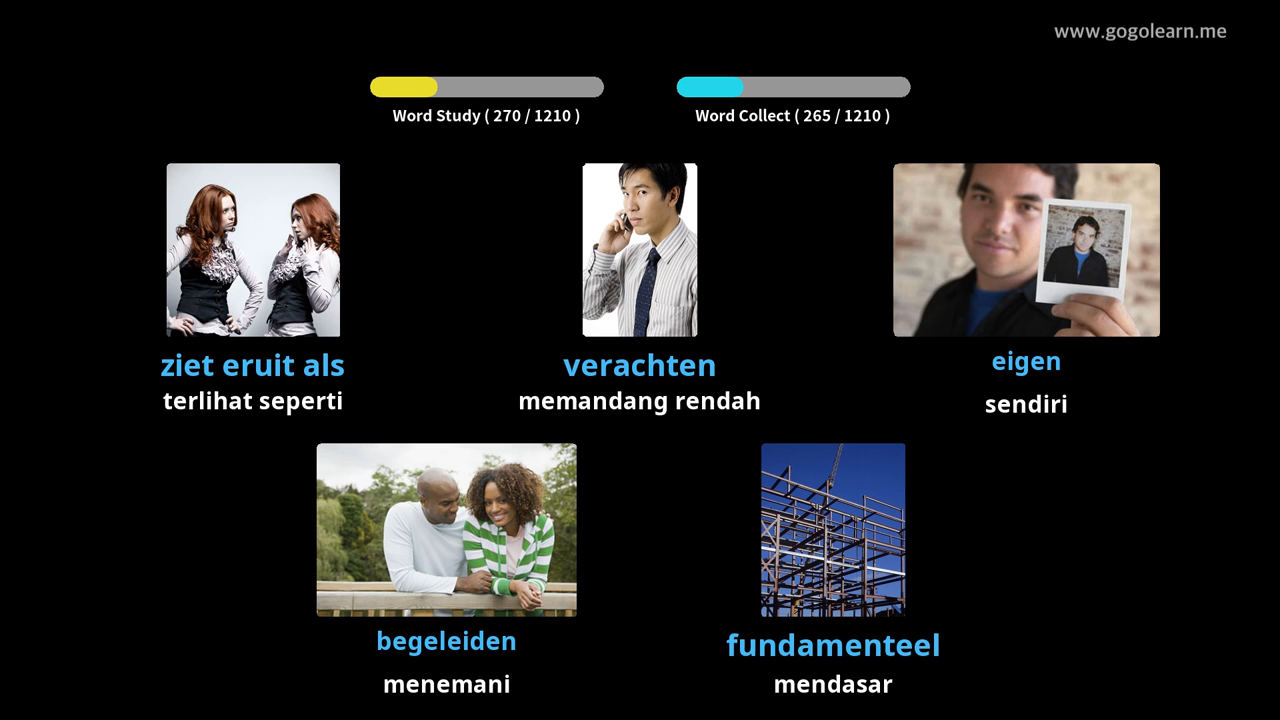 www.gogolearn.me
Word Study ( 270 / 1210 )
Word Collect ( 265 / 1210 )
ziet eruit als
terlihat seperti
verachten
memandang rendah
eigen
sendiri
begeleiden
menemani
fundamenteel
mendasar